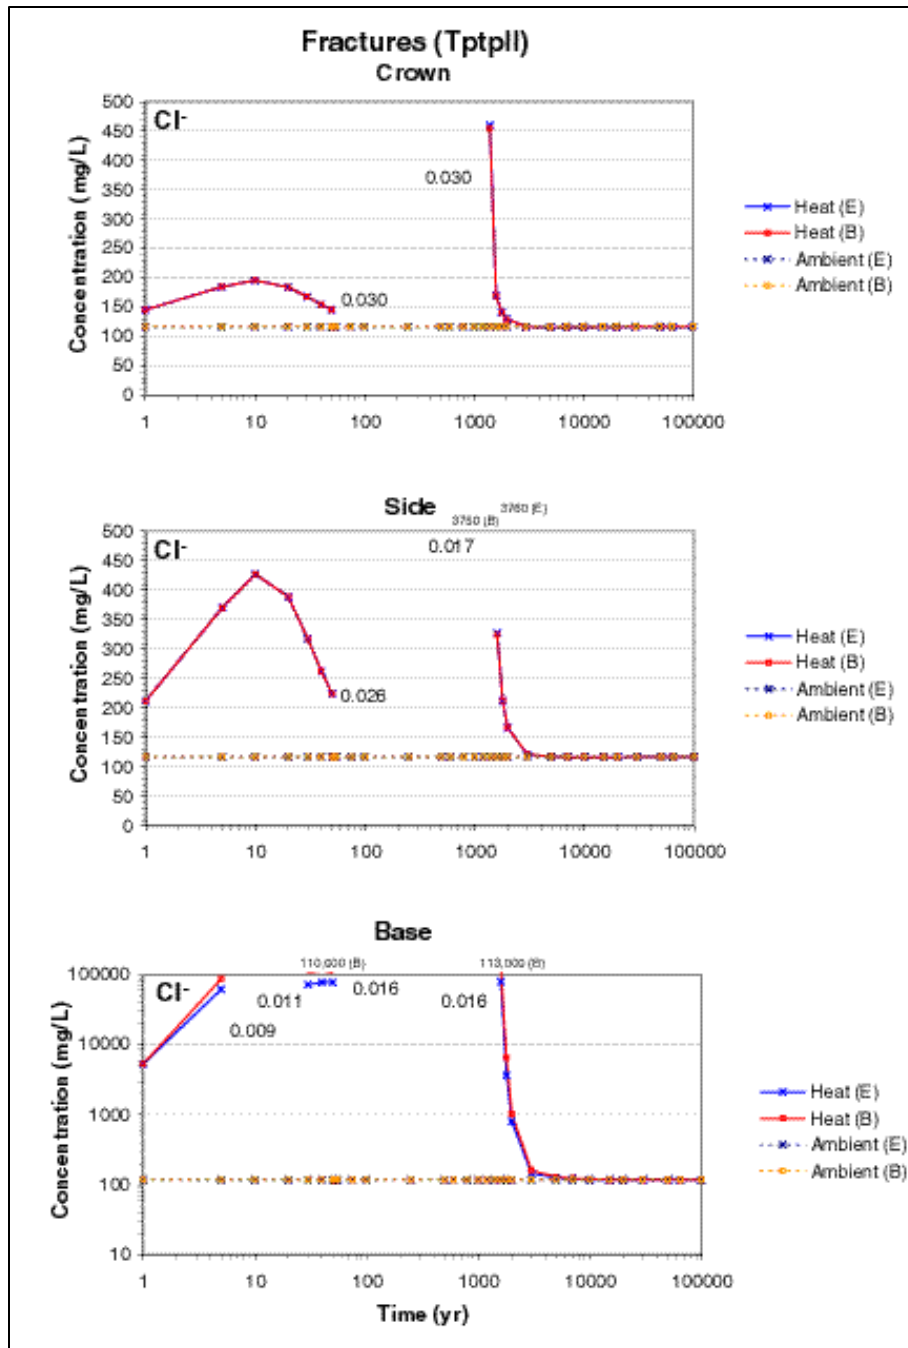 Fractures (Tptpll)
Crown
Cl-
Concentration (mg/L)
500
450
400
350
300
250
200
150
100
50
0
0.030
0.030
1 10 100 1000 10000 100000
Heat (E)
Heat (B)
Ambient (E)
Ambient (B)
Side
3750 (B) 3760 (E)
0.017
Cl-
Concentration (mg/L)
500
450
400
350
300
250
200
150
100
50
0
0.026
1 10 100 1000 10000 100000
Heat (E)
Heat (B)
Ambient (E)
Ambient (B)
Base
110,000 (B) 113,000 (B)
Cl-
Concentration (mg/L)
100000
10000
1000
100
10
0.009
0.011
0.016
0.016
1 10 100 1000 10000 100000
Heat (E)
Heat (B)
Ambient (E)
Ambient (B)
Time (yr)